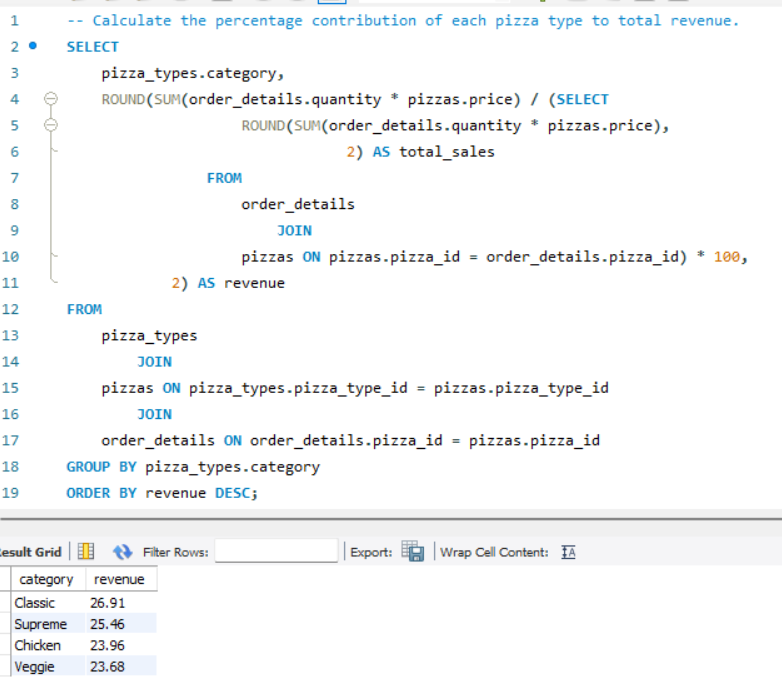 1 -- Calculate the percentage contribution of each pizza type to total revenue.
2 SELECT
3 pizza_types.category,
4 ROUND(SUM(order_details.quantity * pizzas.price) / (SELECT
5 ROUND(SUM(order_details.quantity * pizzas.price),
6 2) AS total_sales
7 FROM
8 order_details
9 JOIN
10 pizzas ON pizzas.pizza_id = order_details.pizza_id) * 100,
11 2) AS revenue
12 FROM
13 pizza_types
14 JOIN
15 pizzas ON pizza_types.pizza_type_id = pizzas.pizza_type_id
16 JOIN
17 order_details ON order_details.pizza_id = pizzas.pizza_id
18 GROUP BY pizza_types.category
19 ORDER BY revenue DESC;
esult Grid Filter Rows: Export: Wrap Cell Content: IA
category revenue
Classic 26.91
Supreme 25.46
Chicken 23.96
Veggie 23.68